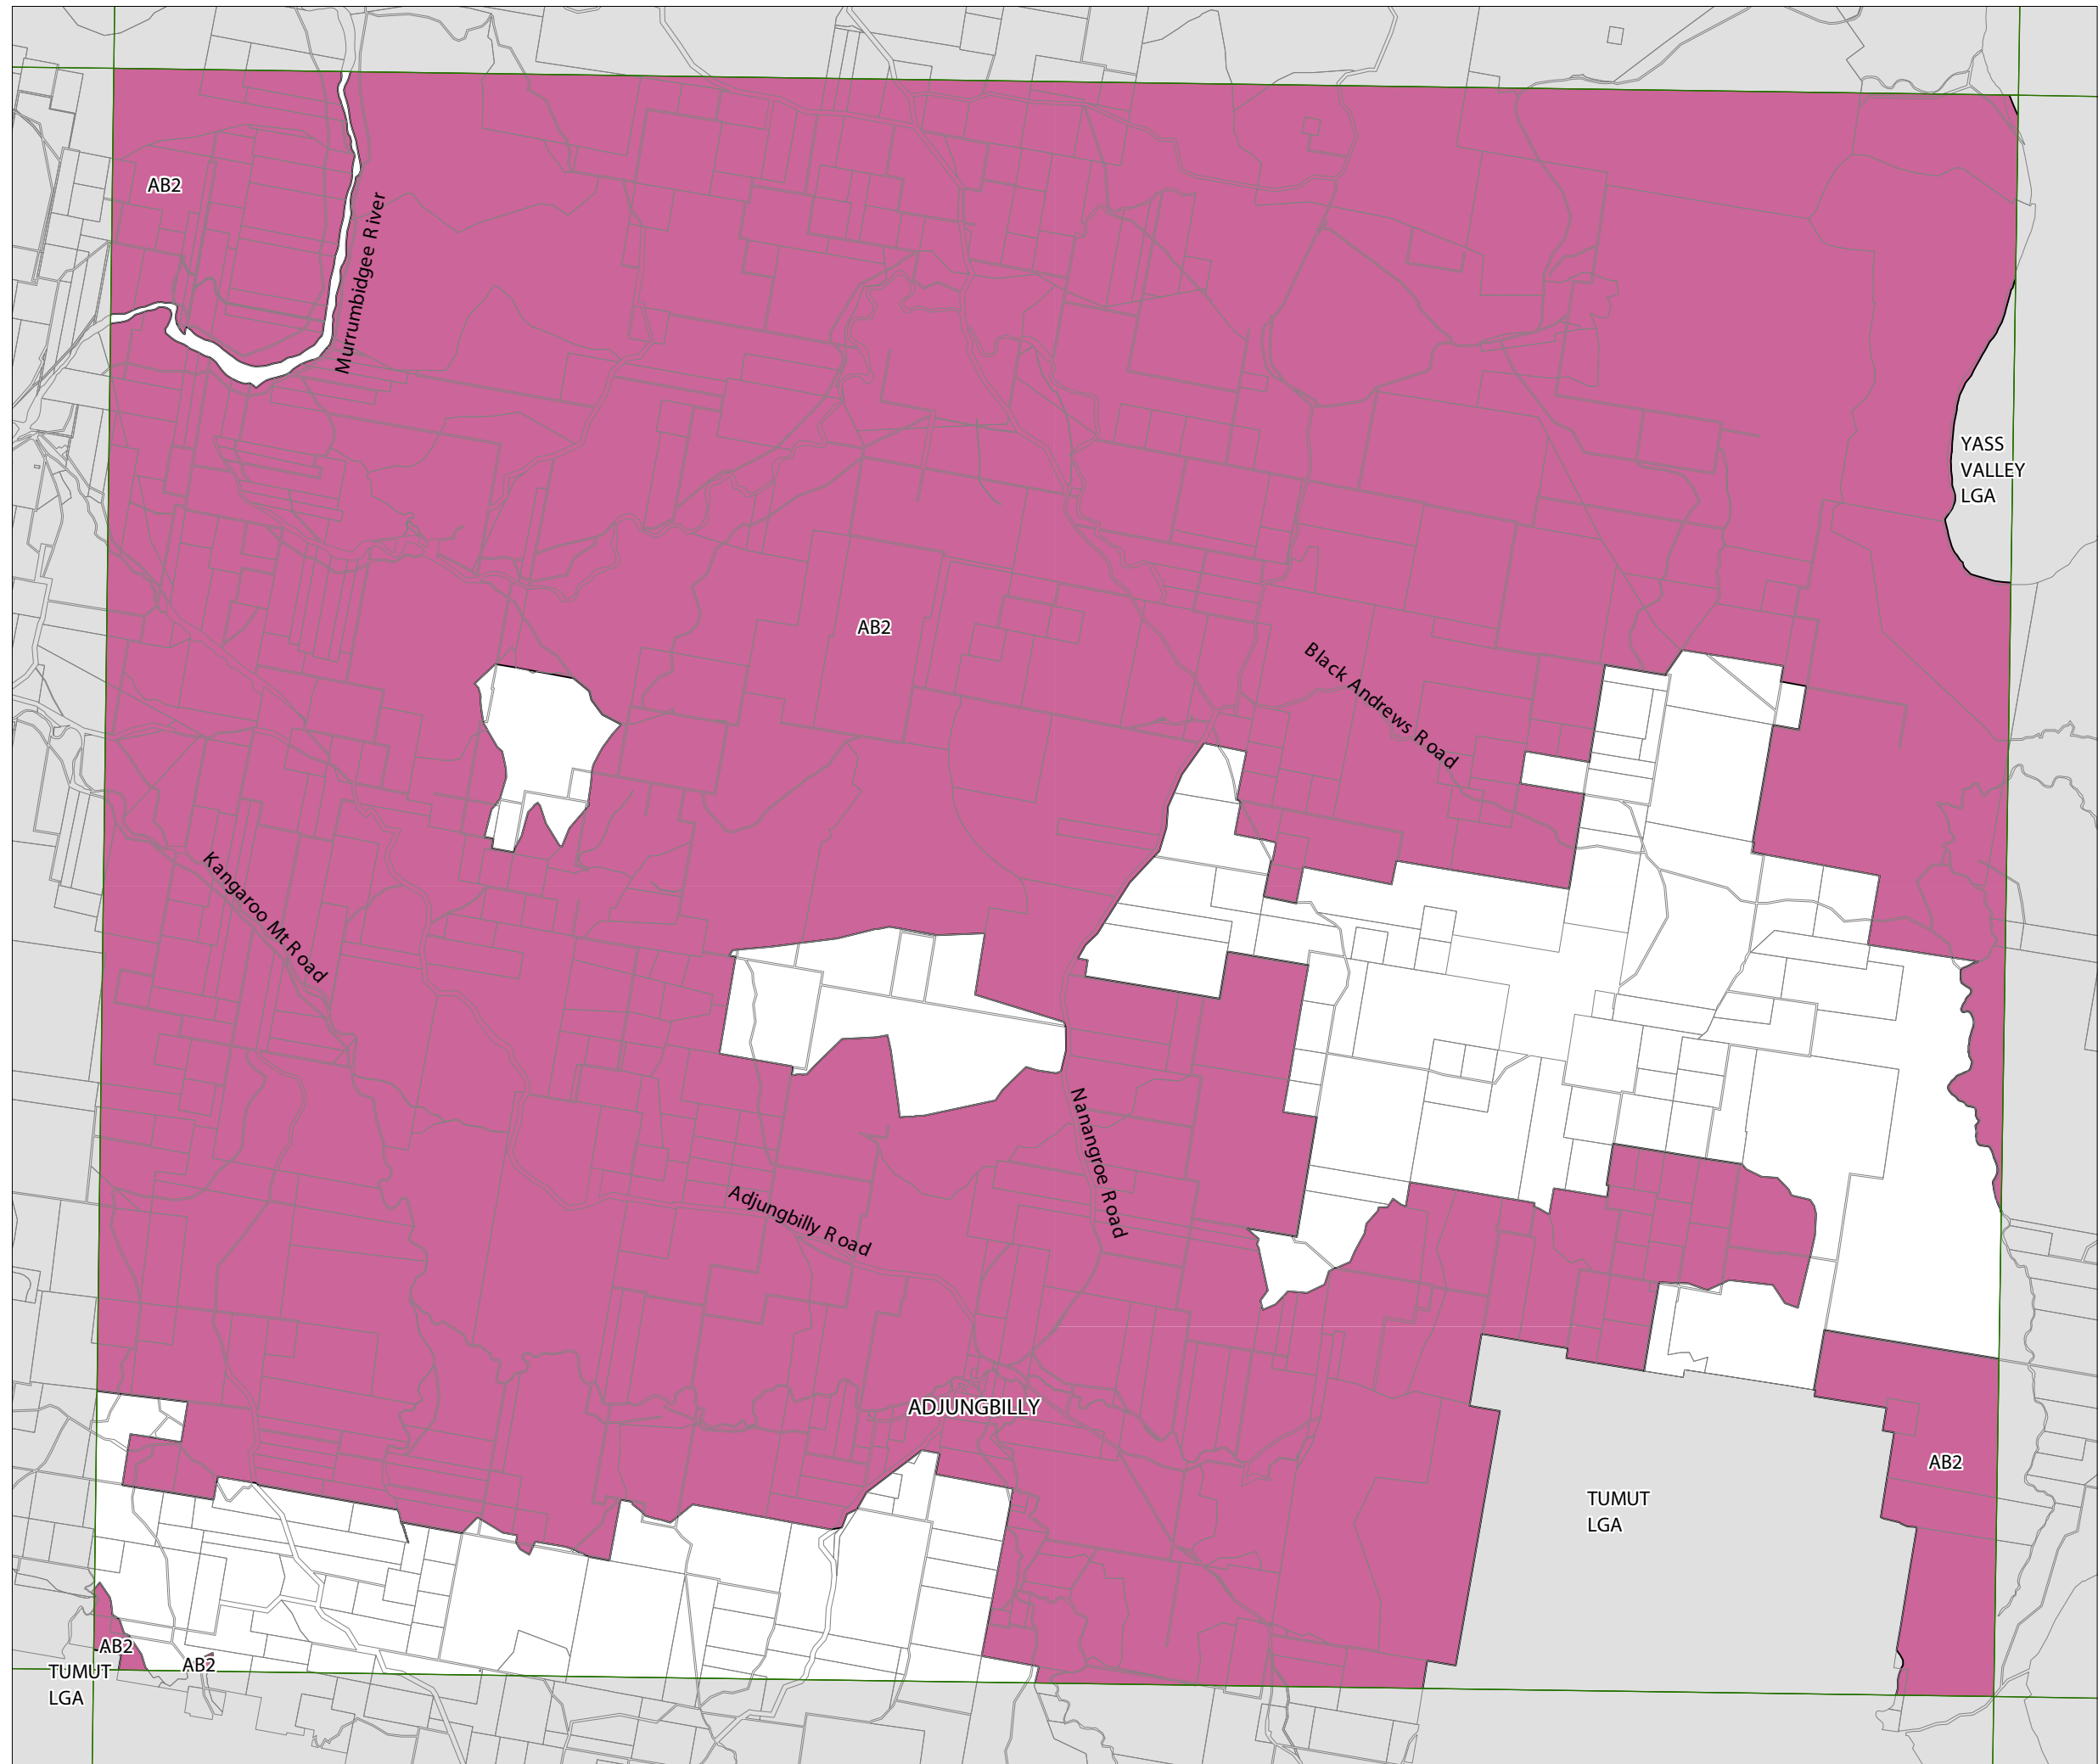 AB2
Murrumbidgee River
YASS
VALLEY
LGA
AB2
Black Andrews Road
Kangaroo Mt Road
Nanangroe Road
Adjungbilly Road
ADJUNGBILLY
AB2
TUMUT
LGA
AB2
AB2
TUMUT
LGA